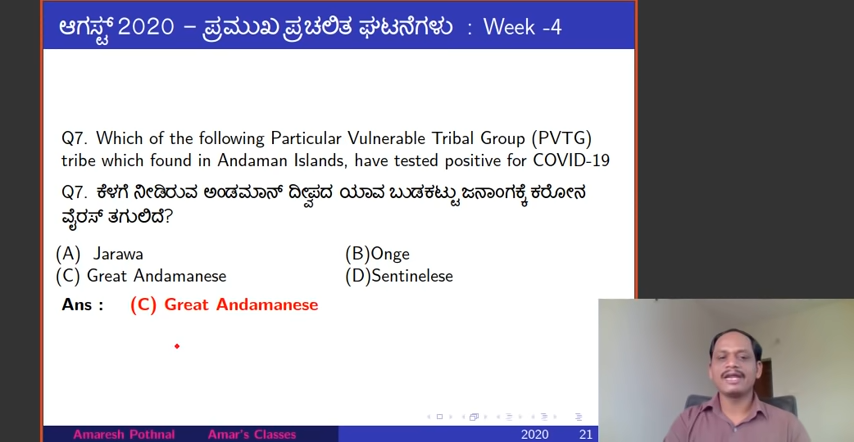 ಆಗಸ್ಟ್ 2020 – ಪ್ರಮುಖ ಪ್ರಚಲಿತ ಘಟನೆಗಳು : Week -4
Q7. Which of the following Particular Vulnerable Tribal Group (PVTG)
tribe which found in Andaman Islands, have tested positive for COVID-19
Q7. ಕೆಳಗೆ ನೀಡಿರುವ ಅಂಡಮಾನ್ ದೀಪ್ವದ ಯಾವ ಬುಡಕಟ್ಟು ಜನಾಂಗಕ್ಕೆ ಕರೋನ
ವೈರಸ್ ತಗುಲಿದೆ?
(A) Jarawa (B)Onge
(C) Great Andamanese (D)Sentinelese
Ans : (C) Great Andamanese
Amaresh Pothnal Amar's Classes 2020 21